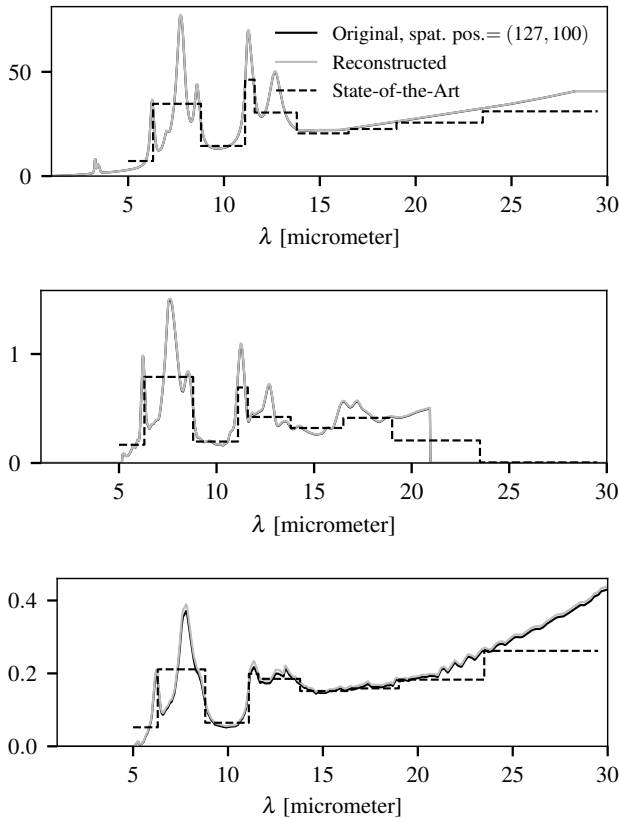 Original, spat. pos.= (127, 100)
Reconstructed
State-of-the-Art
50
0
5 10 15 20 25 30
λ [micrometer]
1
0
5 10 15 20 25 30
λ [micrometer]
0.4
0.2
0.0
5 10 15 20 25 30
λ [micrometer]